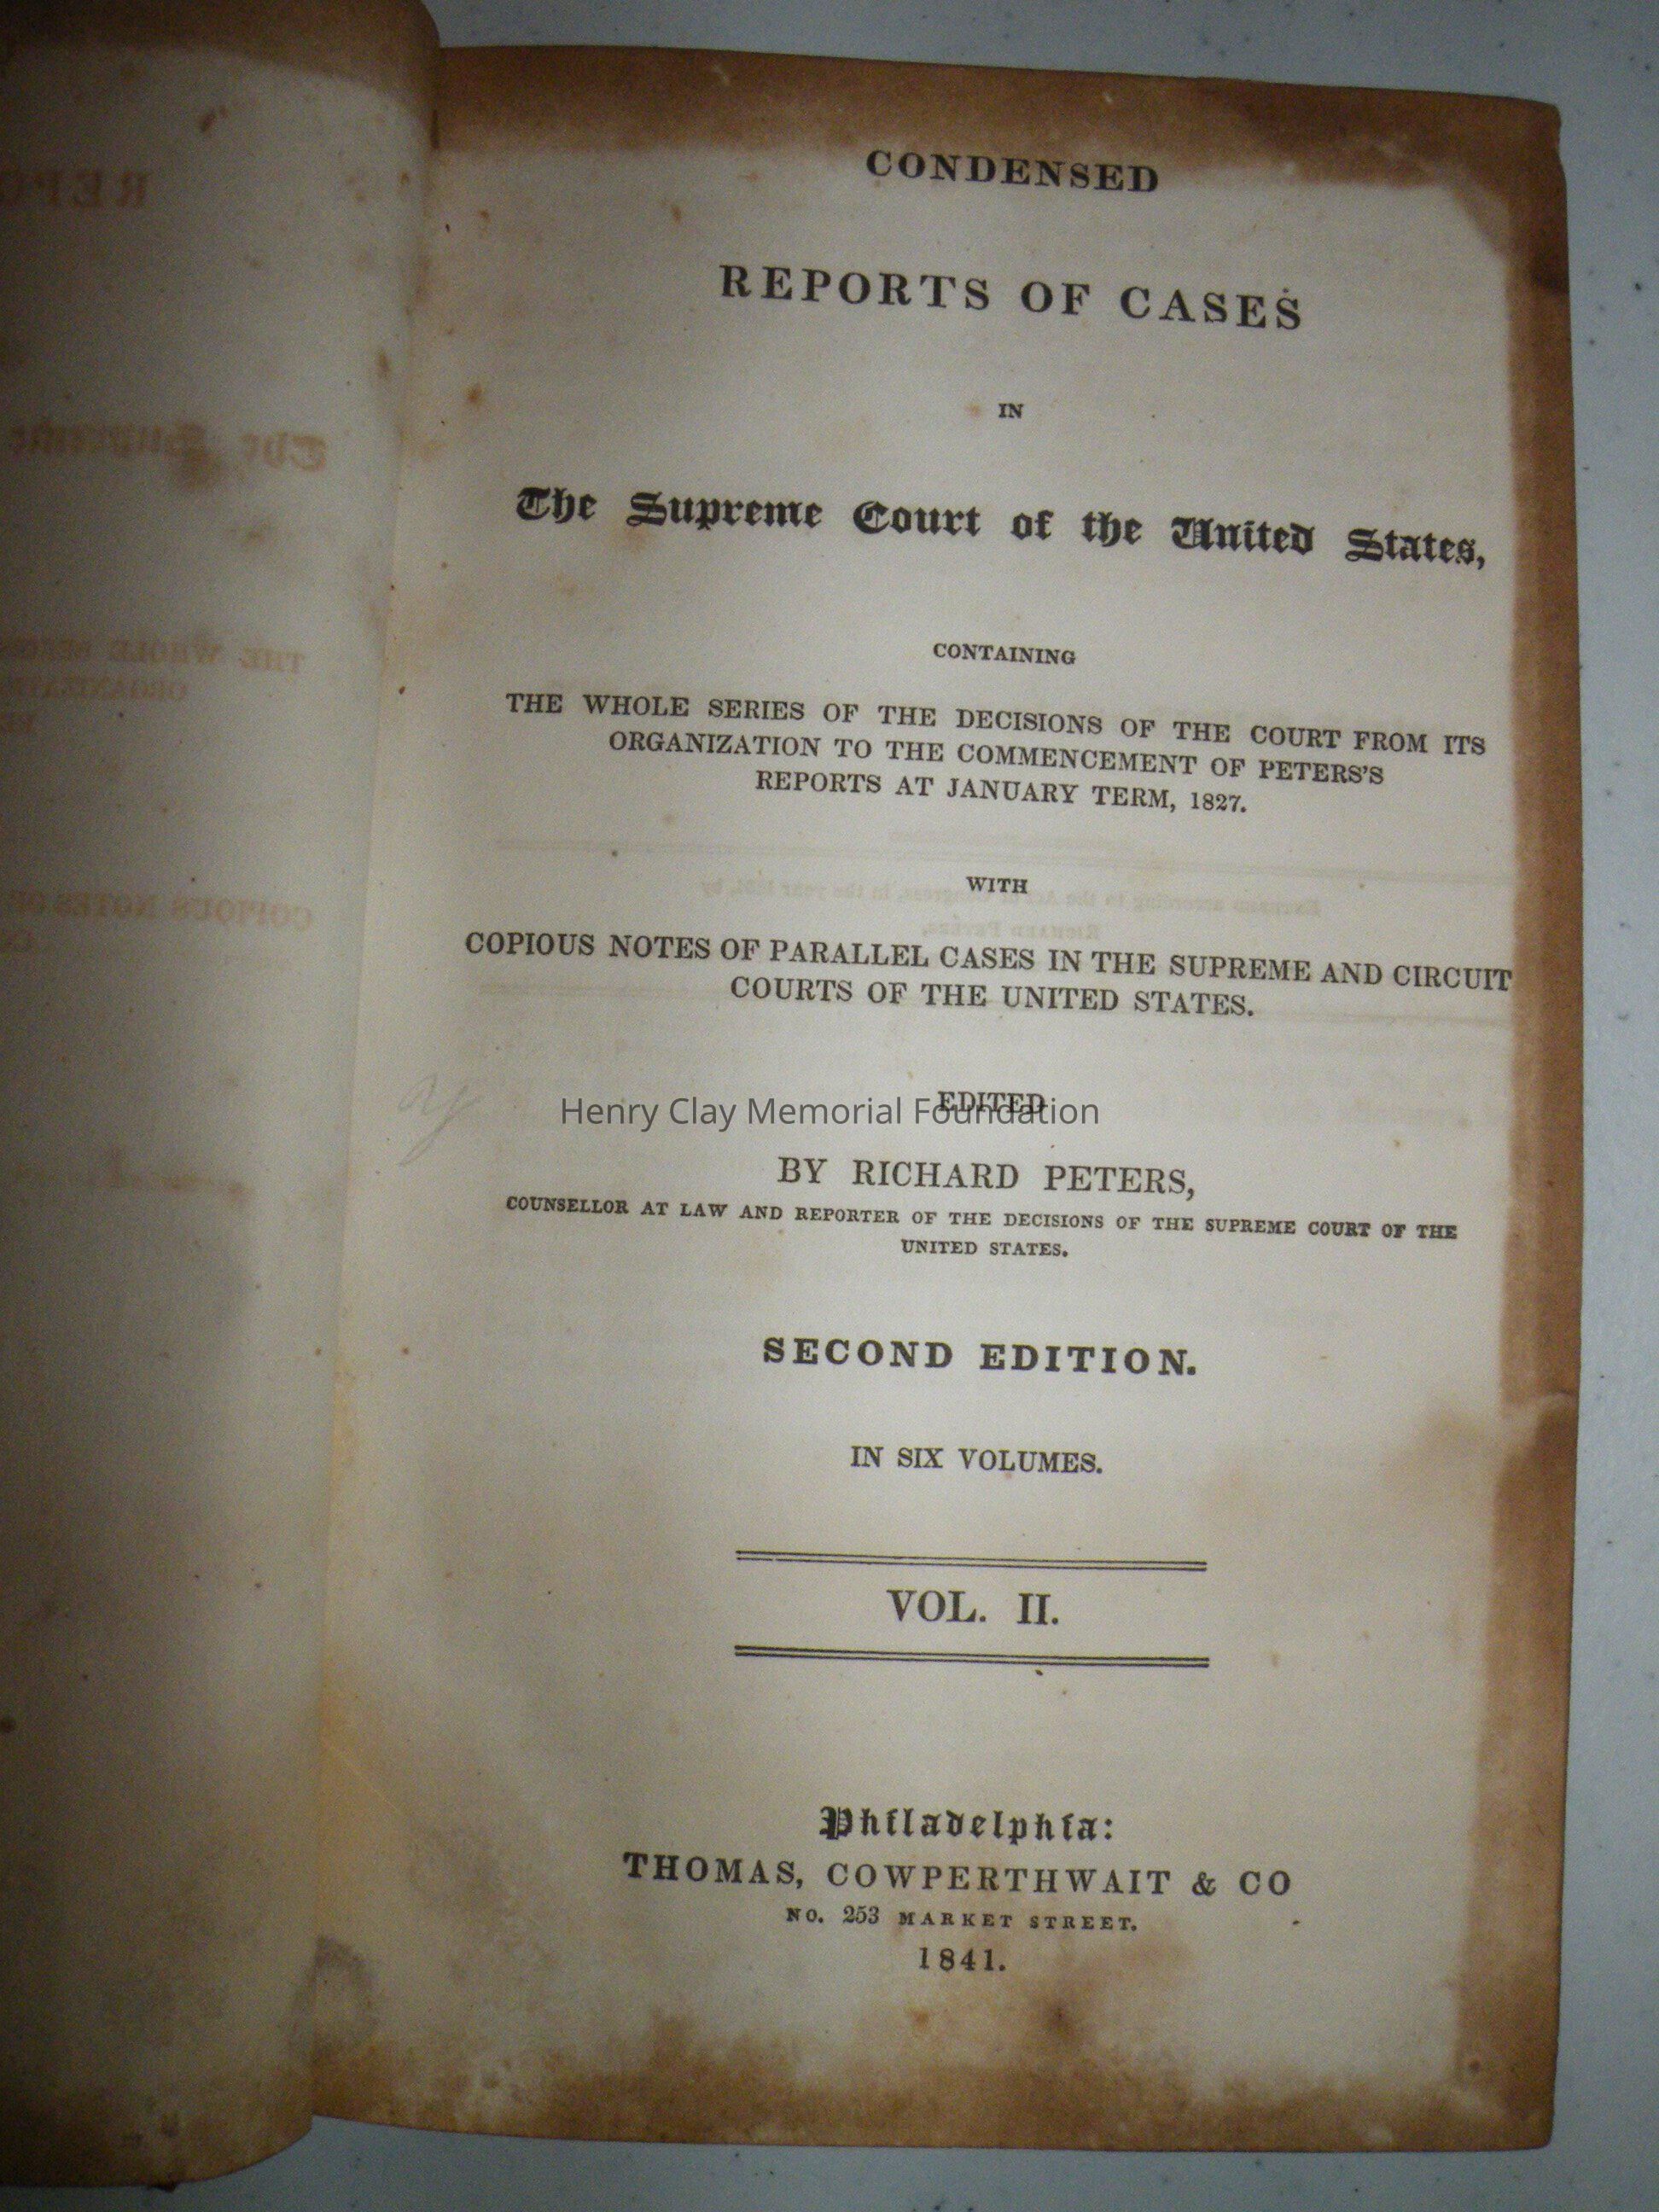 CONDENSED
REPORTS OF CASES
IN
The Supreme Court of the United States,
CONTAINING
THE WHOLE SERIES OF THE DECISIONS OF THE COURT FROM ITS
ORGANIZATION TO THE COMMENCEMENT OF PETERS'S
REPORTS AT JANUARY TERM, 1827.
WITH
COPIOUS NOTES OF PARALLEL CASES IN THE SUPREME AND CIRCUIT
COURTS OF THE UNITED STATES.
EDITED
Henry Clay Memorial Foundation
BY RICHARD PETERS,
COUNSELLOR AT LAW AND REPORTER OF THE DECISIONS OF THE SUPREME COURT OF THE
UNITED STATES.
SECOND EDITION.
IN SIX VOLUMES.
VOL. II.
Philadelphia:
THOMAS, COWPERTHWAIT & CO
NO. 253 MARKET STREET.
1841.